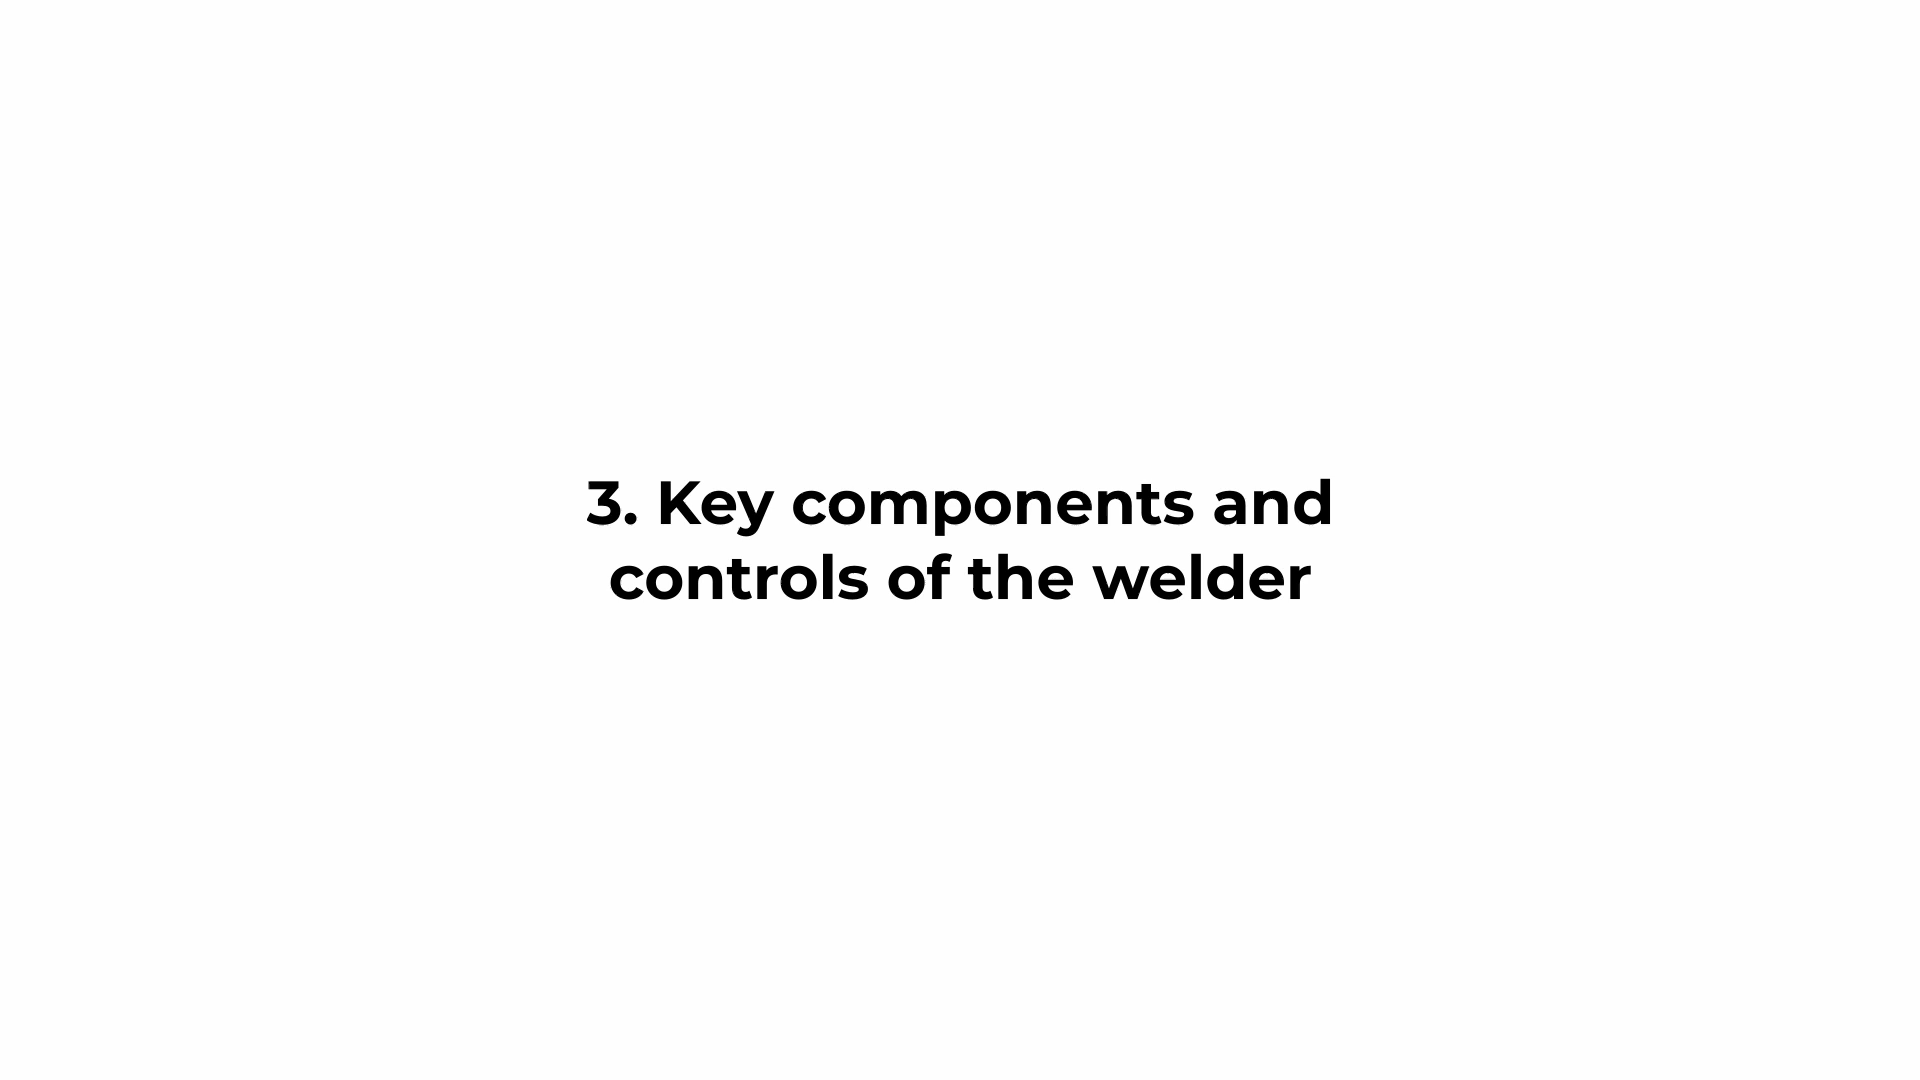 3. Key components and
controls of the welder